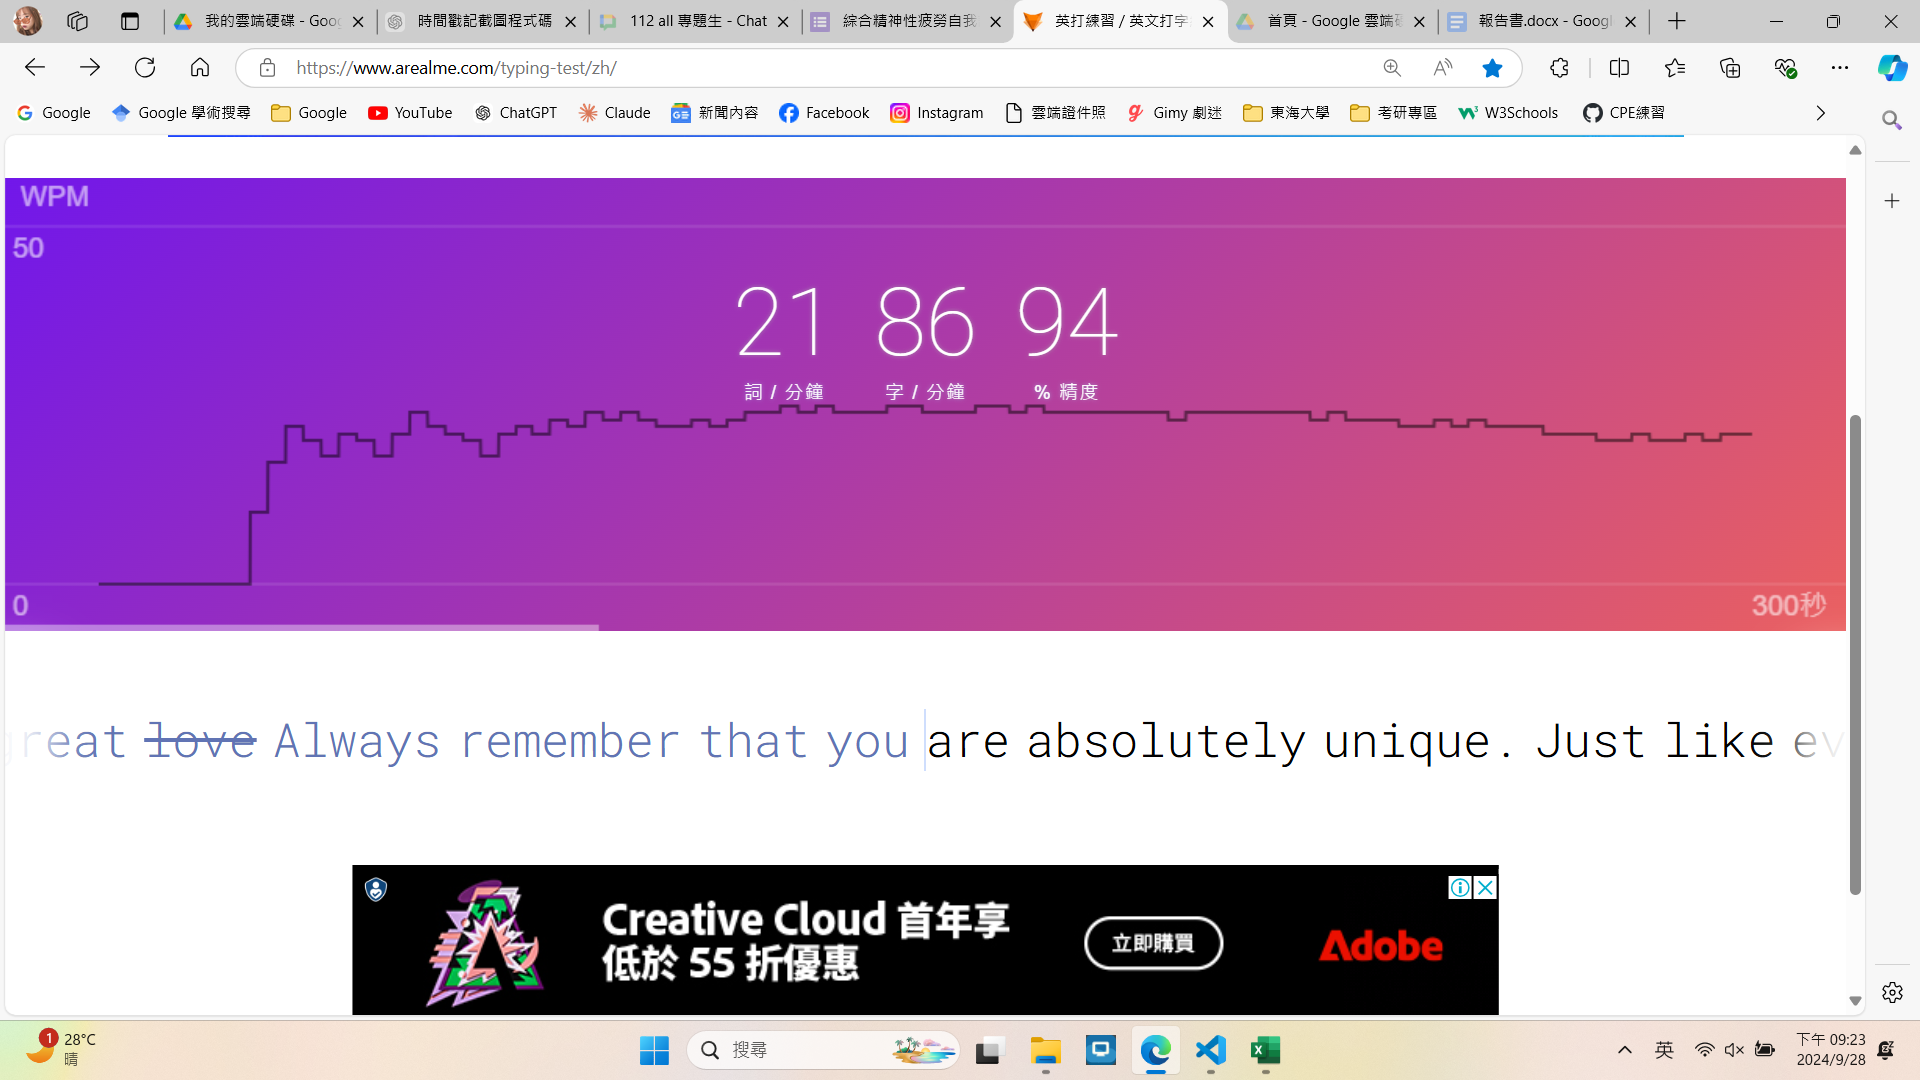 我的雲端硬碟 - Goog
時間戳記截圖程式碼
112 all 專題生 - Chat
綜合精神性疲勞自我
英打練習 / 英文打字
首頁 - Google 雲端硬
報告書.docx - Googl
https://www.arealme.com/typing-test/zh/
Google
Google 學術搜尋
Google
YouTube
ChatGPT
Claude
新聞內容
Facebook
Instagram
雲端證件照
Gimy 劇迷
東海大學
考研專區
W3Schools
CPE練習
WPM
50
21 86 94
詞 / 分鐘 字 / 分鐘 % 精度
0
300秒
great love Always remember that you are absolutely unique. Just like ev
Creative Cloud 首年享
低於 55 折優惠
立即購買
Adobe
1
28°C
晴
搜尋
英
下午 09:23
2024/9/28